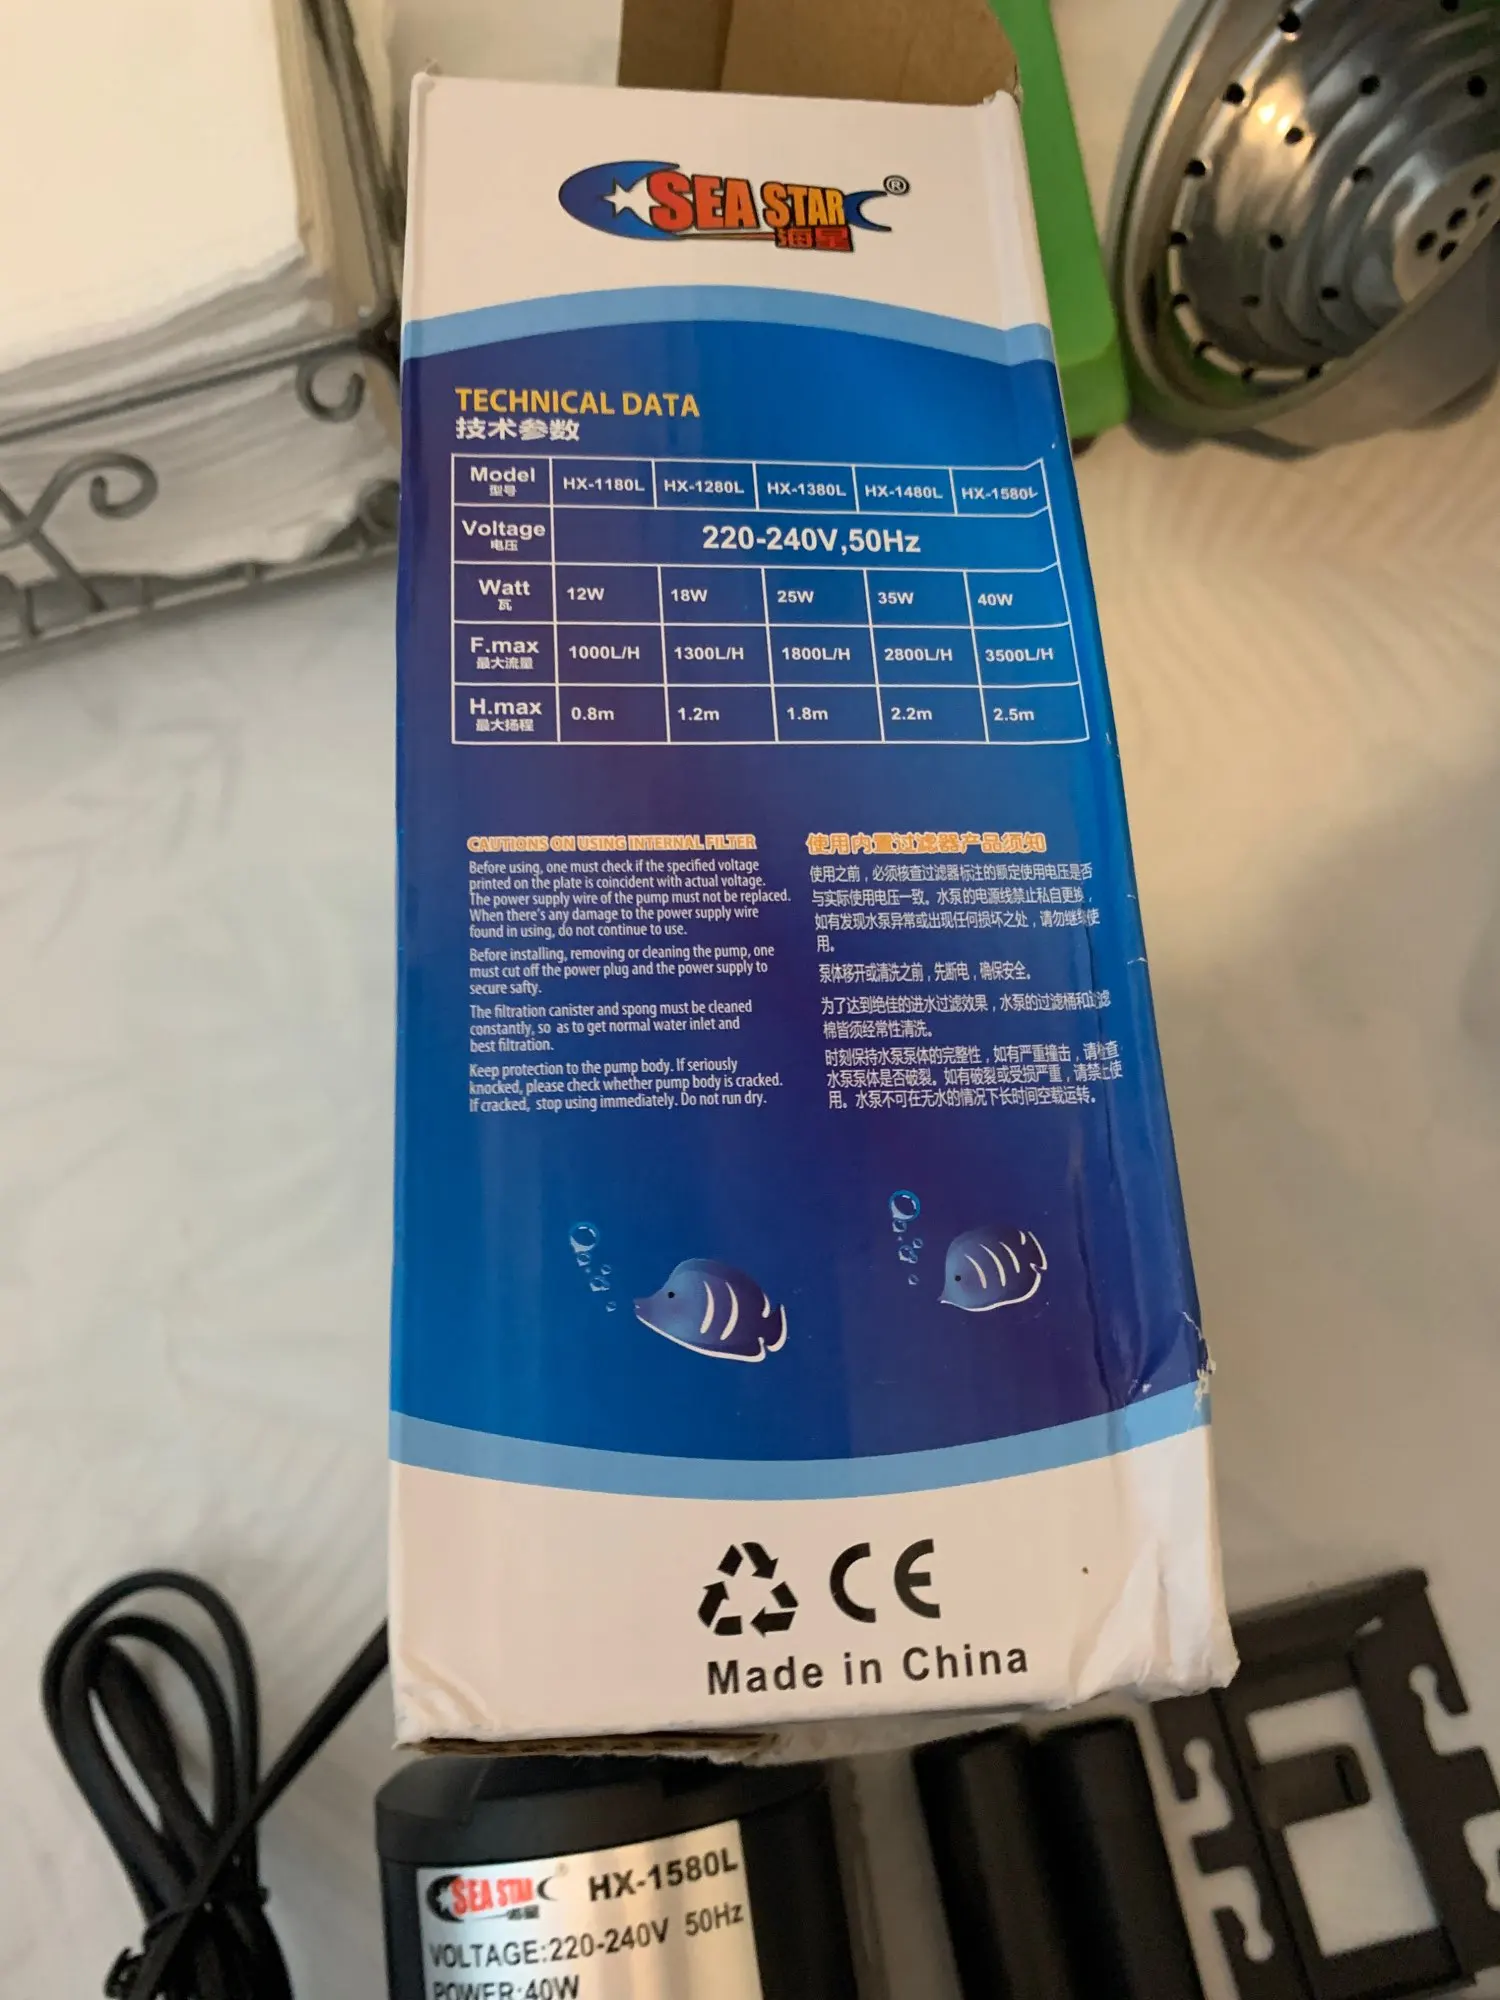 SEA STAR ®
海星
TECHNICAL DATA
技术参数
Model HX-1180L HX-1280L HX-1380L HX-1480L HX-1580L
型号
Voltage 220-240V,50Hz
电压
Watt 12W 18W 25W 35W 40W
瓦
F.max 1000L/H 1300L/H 1800L/H 2800L/H 3500L/H
最大流量
H.max 0.8m 1.2m 1.8m 2.2m 2.5m
最大扬程
CAUTIONS ON USING INTERNAL FILTER
Before using, one must check if the specified voltage
printed on the plate is coincident with actual voltage.
The power supply wire of the pump must not be replaced.
When there's any damage to the power supply wire
found in using, do not continue to use.
Before installing, removing or cleaning the pump, one
must cut off the power plug and the power supply to
secure safty.
The filtration canister and spong must be cleaned
constantly, so as to get normal water inlet and
best filtration.
Keep protection to the pump body. If seriously
knocked, please check whether pump body is cracked.
If cracked, stop using immediately. Do not run dry.
使用内置过滤器产品须知
使用之前，必须核查过滤器标注的额定使用电压是否
与实际使用电压一致。水泵的电源线禁止私自更换，
如有发现水泵异常或出现任何损坏之处，请勿继续使
用。
泵体移开或清洗之前，先断电，确保安全。
为了达到绝佳的进水过滤效果，水泵的过滤桶和过滤
棉皆须经常性清洗。
时刻保持水泵泵体的完整性，如有严重撞击，请检查
水泵泵体是否破裂。如有破裂或受损严重，请禁止使
用。水泵不可在无水的情况下长时间空载运转。
CE
Made in China
SEA STAR ® HX-1580L
海星
VOLTAGE:220-240V 50Hz
POWER:40W